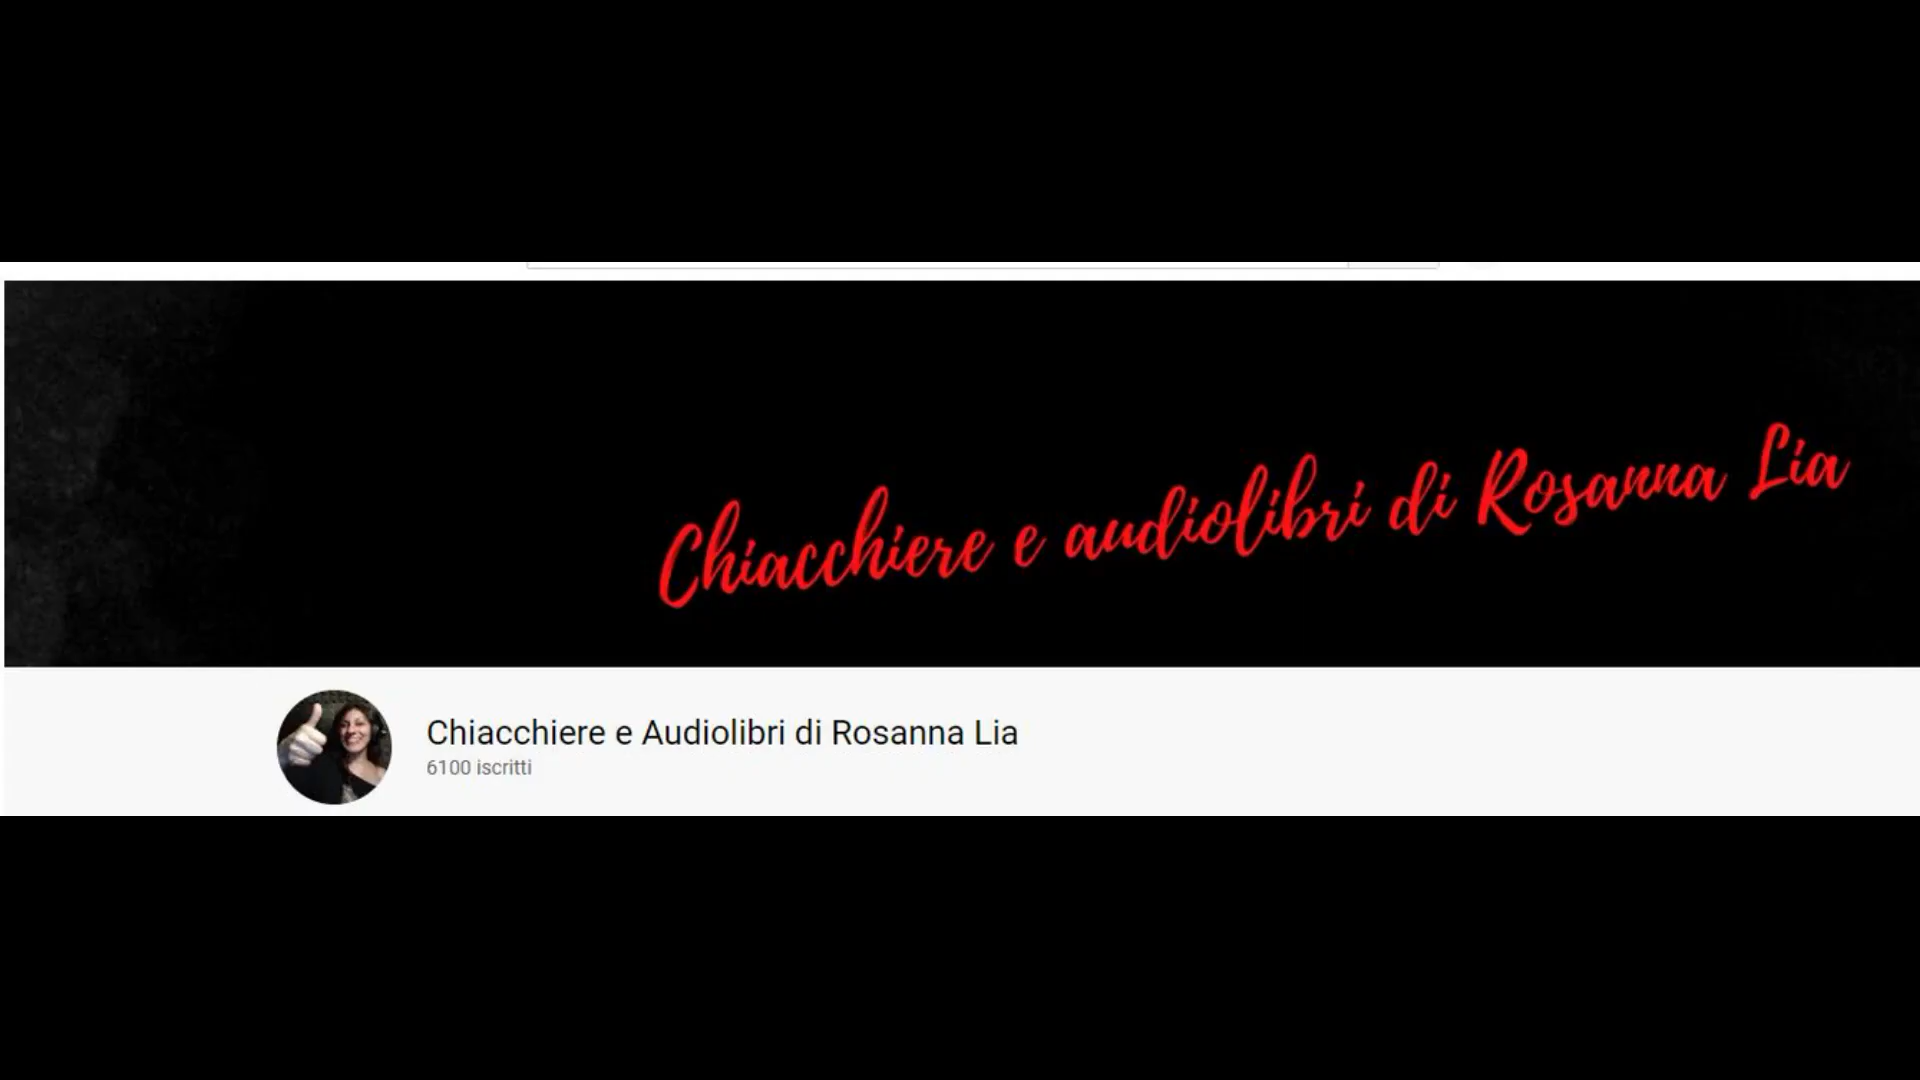 Chiacchiere e audiolibri di Rosanna Lia
Chiacchiere e Audiolibri di Rosanna Lia
6100 iscritti